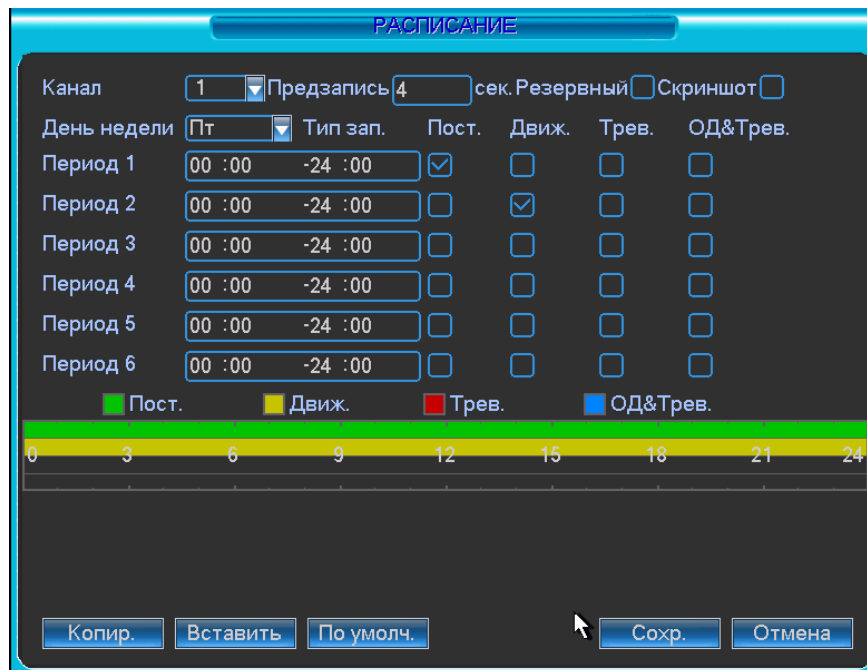 РАСПИСАНИЕ
Канал 1 Предзапись 4 сек. Резервный Скриншот
День недели Пт Тип зап. Пост. Движ. Трев. ОД&Трев.
Период 1 00 :00 -24 :00
Период 2 00 :00 -24 :00
Период 3 00 :00 -24 :00
Период 4 00 :00 -24 :00
Период 5 00 :00 -24 :00
Период 6 00 :00 -24 :00
Пост. Движ. Трев. ОД&Трев.
0 3 6 9 12 15 18 21 24
Копир. Вставить По умолч. Сохр. Отмена